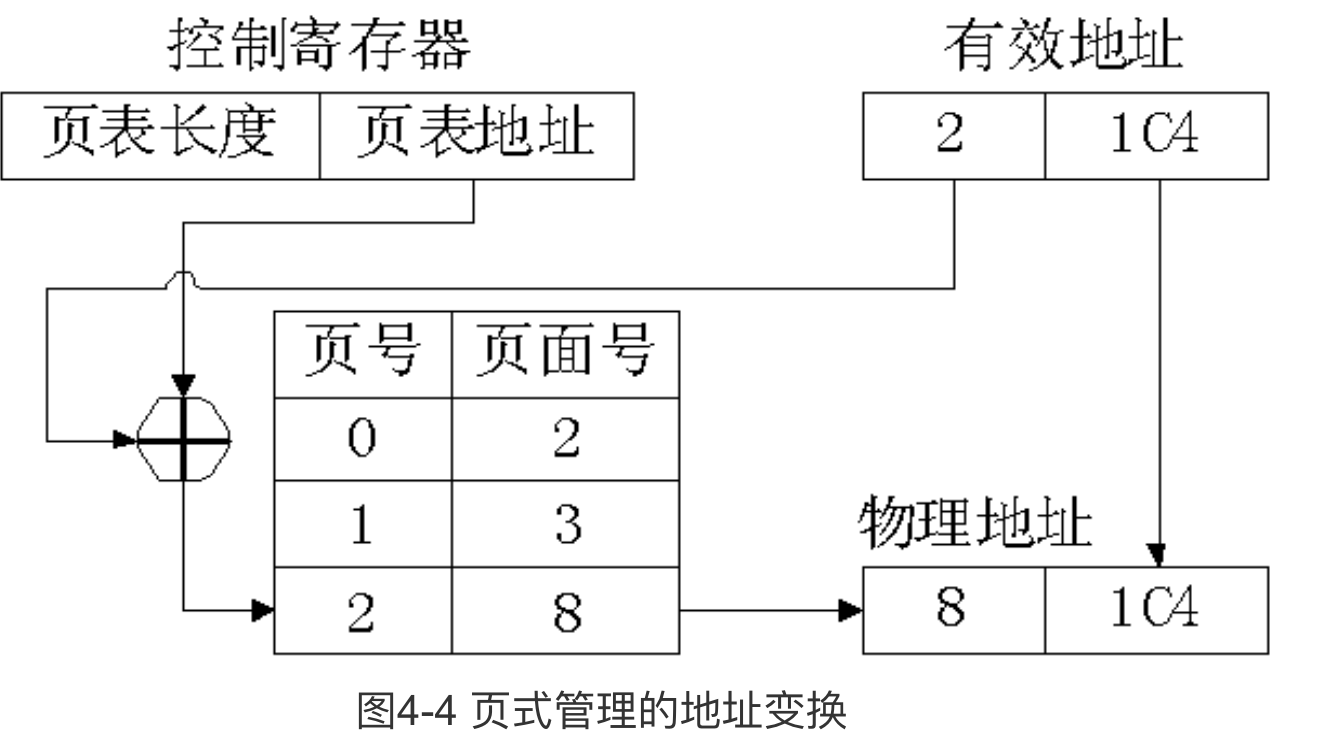 控制寄存器 有效地址
页表长度 页表地址 2 1C4
页号 页面号
0 2
1 3
物理地址
2 8 8 1C4
图4-4 页式管理的地址变换